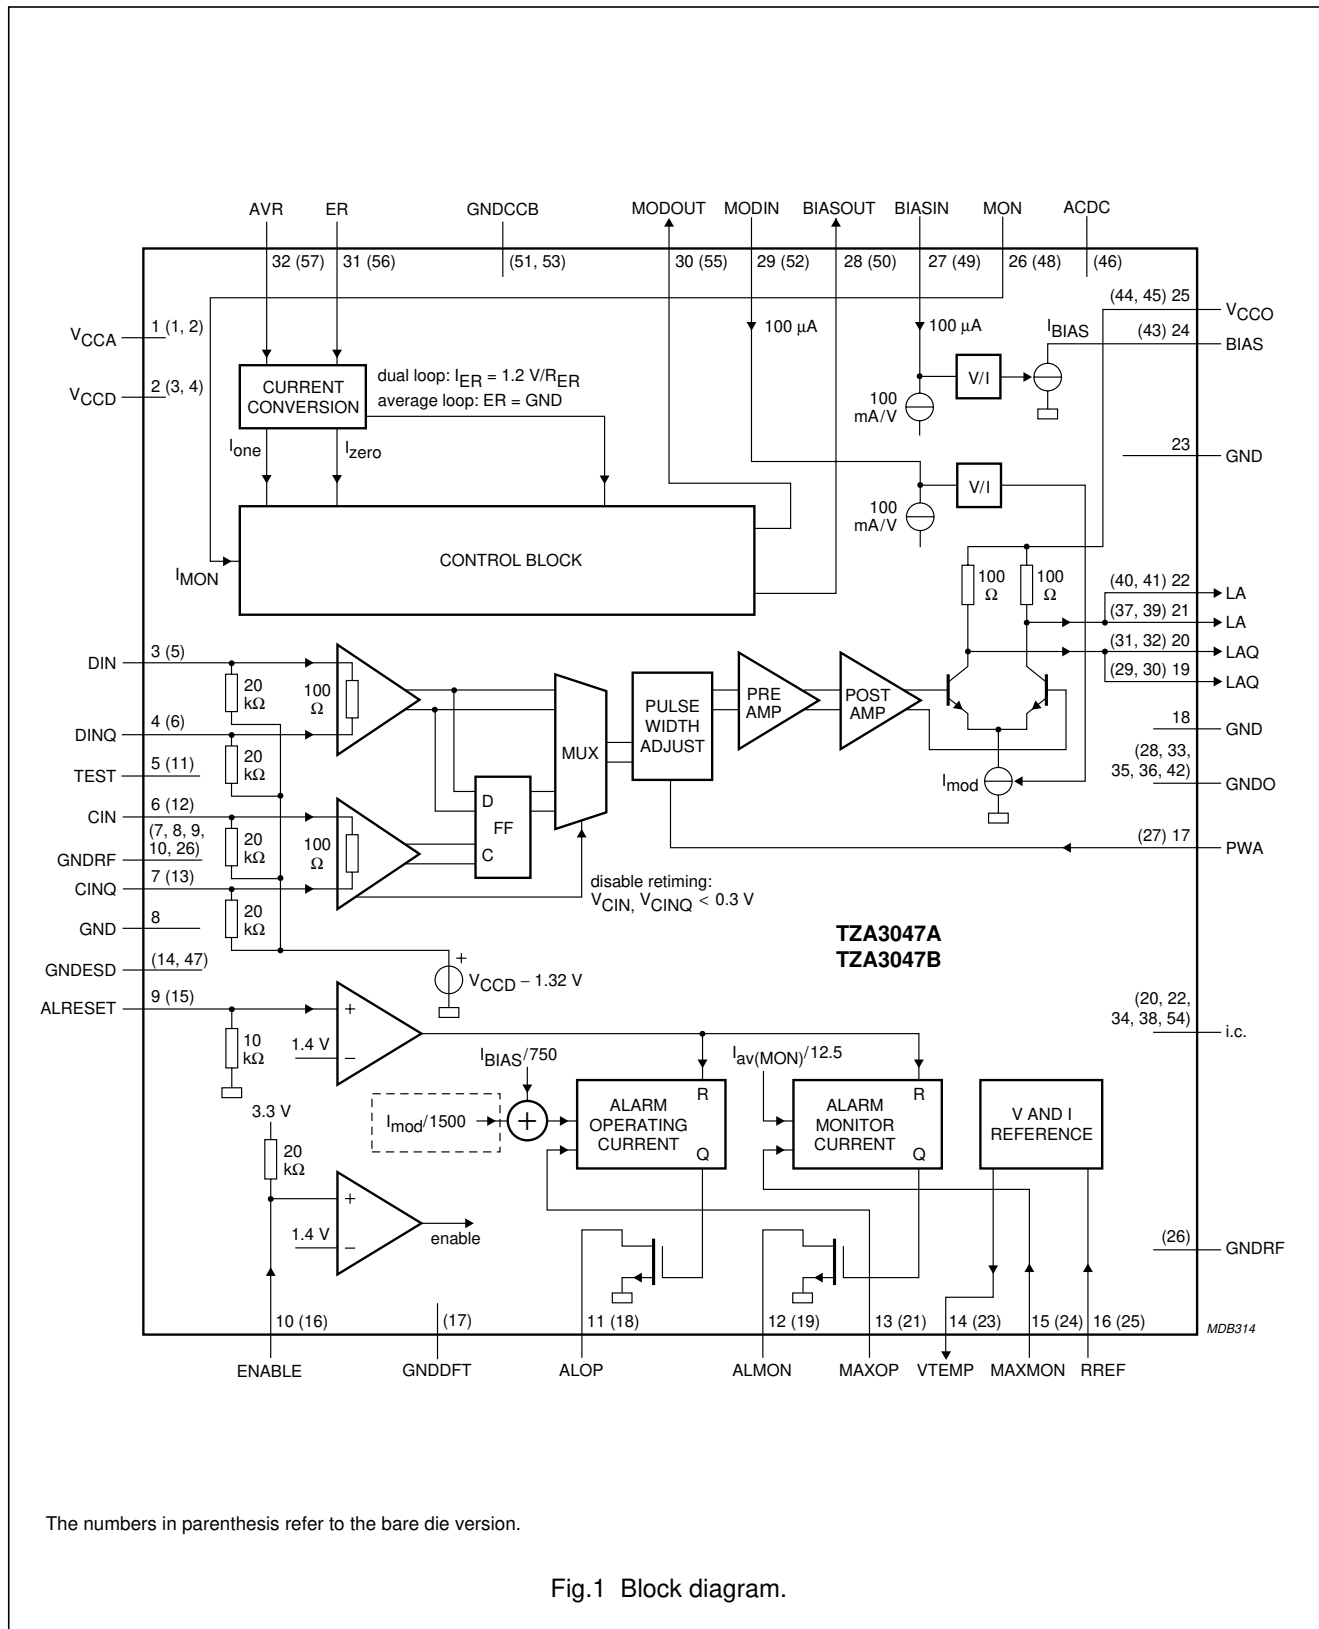 AVR
ER
GNDCCB
MODOUT
MODIN
BIASOUT
BIASIN
MON
ACDC
32 (57)
31 (56)
(51, 53)
30 (55)
29 (52)
28 (50)
27 (49)
26 (48)
(46)
VCCA
1 (1, 2)
VCCD
2 (3, 4)
CURRENT
CONVERSION
dual loop: IER = 1.2 V/RER
average loop: ER = GND
Ione
Izero
100 μA
100 μA
100
mA/V
V/I
IBIAS
(44, 45) 25
VCCO
(43) 24
BIAS
23
GND
100
mA/V
V/I
IMON
CONTROL BLOCK
100
Ω
100
Ω
(40, 41) 22
LA
(37, 39) 21
LA
(31, 32) 20
LAQ
(29, 30) 19
LAQ
18
GND
(28, 33,
35, 36, 42)
GNDO
(27) 17
PWA
DIN
3 (5)
20
kΩ
100
Ω
DINQ
4 (6)
20
kΩ
TEST
5 (11)
CIN
6 (12)
(7, 8, 9,
10, 26)
GNDRF
20
kΩ
100
Ω
CINQ
7 (13)
20
kΩ
GND
8
GNDESD
(14, 47)
D
FF
C
MUX
PULSE
WIDTH
ADJUST
PRE
AMP
POST
AMP
Imod
disable retiming:
VCIN, VCINQ < 0.3 V
TZA3047A
TZA3047B
+
VCCD − 1.32 V
ALRESET
9 (15)
10
kΩ
1.4 V
+
−
3.3 V
20
kΩ
1.4 V
+
−
enable
IBIAS/750
Imod/1500
+
ALARM
OPERATING
CURRENT
R
Q
Iav(MON)/12.5
ALARM
MONITOR
CURRENT
R
Q
V AND I
REFERENCE
(20, 22,
34, 38, 54)
i.c.
(26)
GNDRF
10 (16)
(17)
11 (18)
12 (19)
13 (21)
14 (23)
15 (24)
16 (25)
MDB314
ENABLE
GNDDFT
ALOP
ALMON
MAXOP
VTEMP
MAXMON
RREF
The numbers in parenthesis refer to the bare die version.
Fig.1 Block diagram.